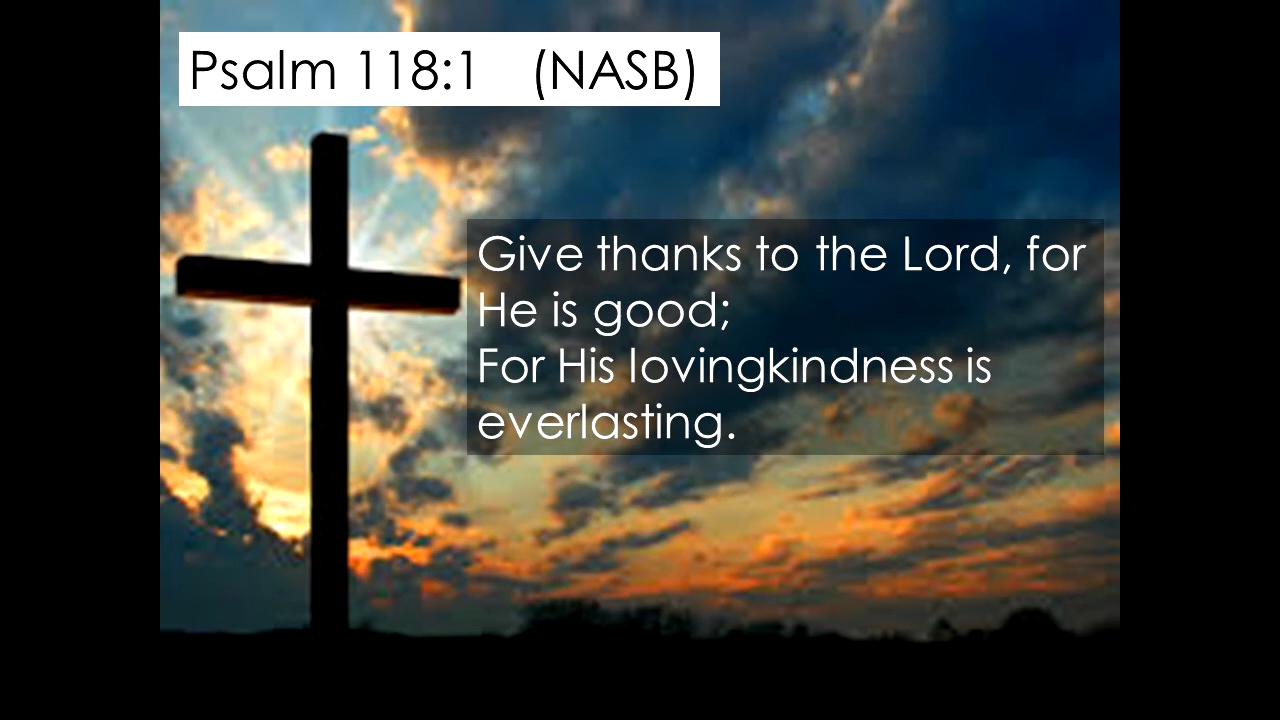 Psalm 118:1 (NASB)
Give thanks to the Lord, for
He is good;
For His lovingkindness is
everlasting.